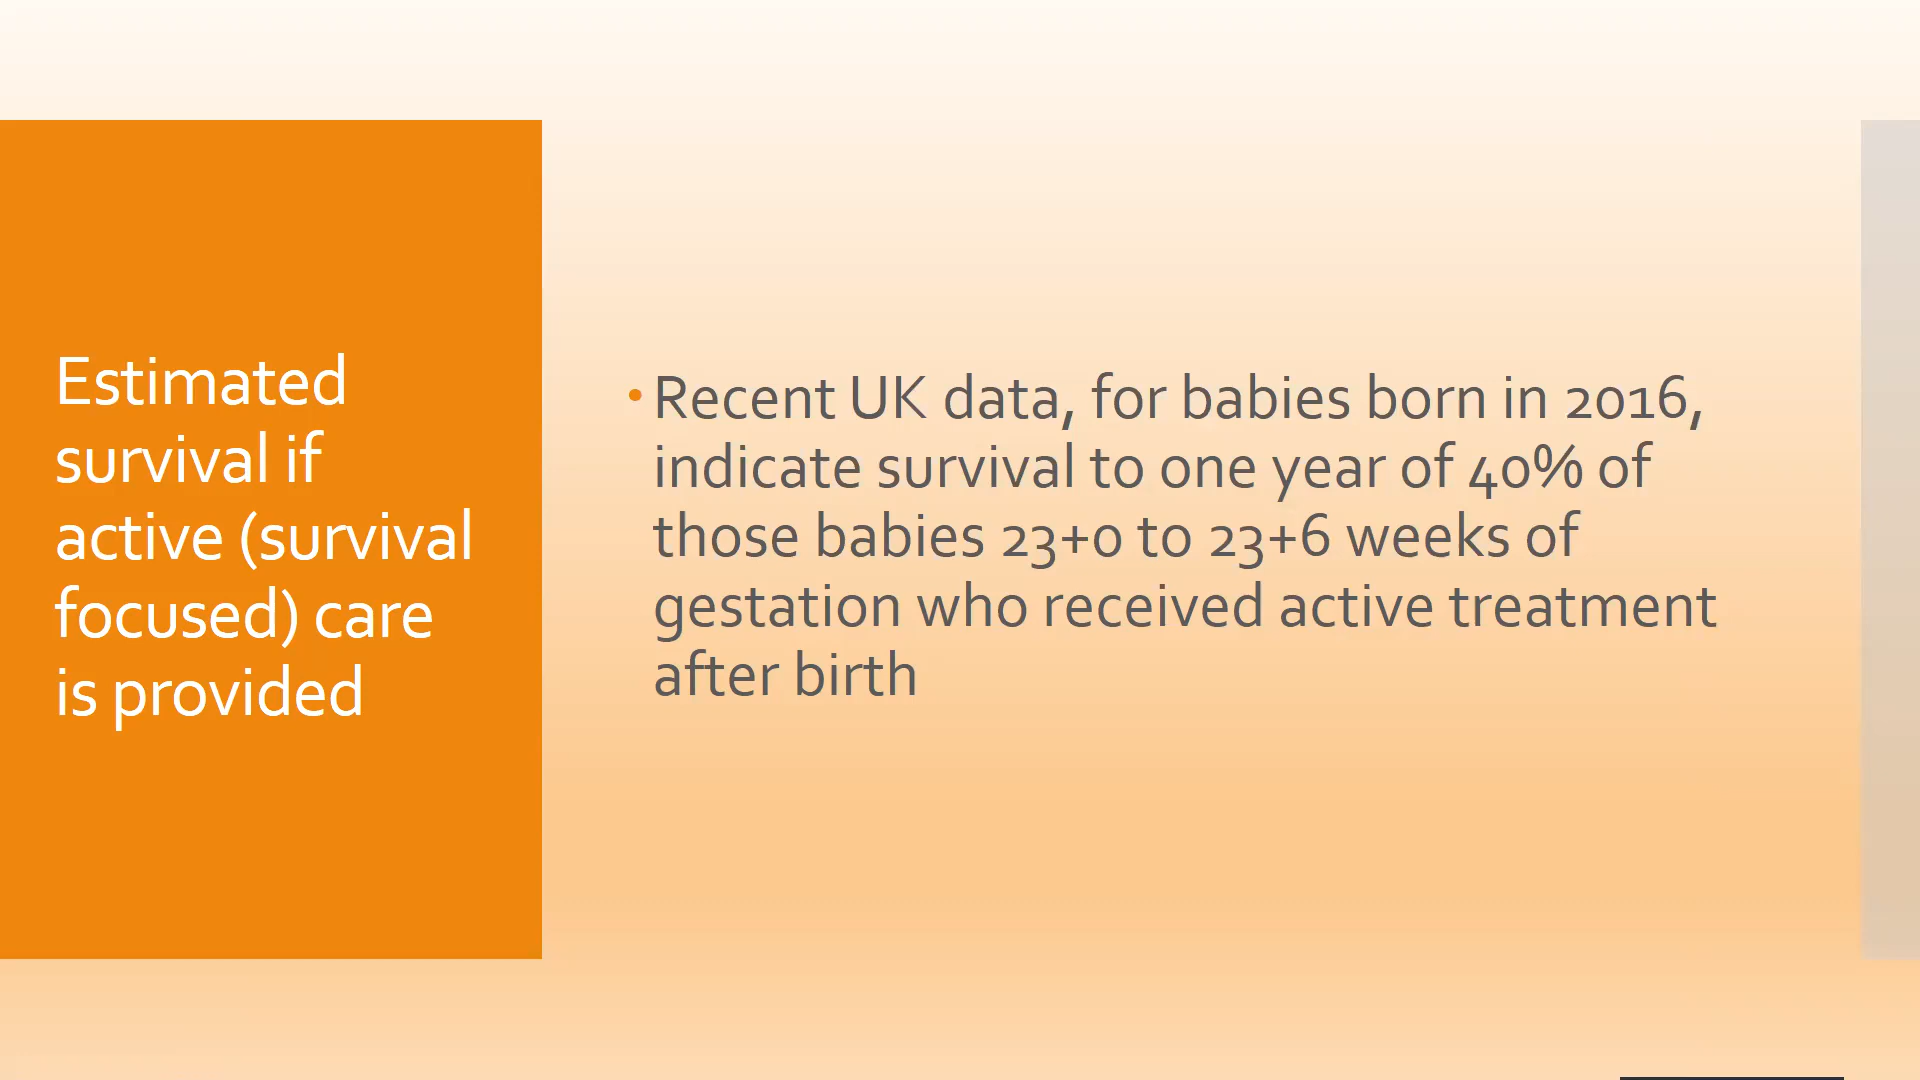 Estimated
survival if
active (survival
focused) care
is provided
• Recent UK data, for babies born in 2016,
indicate survival to one year of 40% of
those babies 23+0 to 23+6 weeks of
gestation who received active treatment
after birth